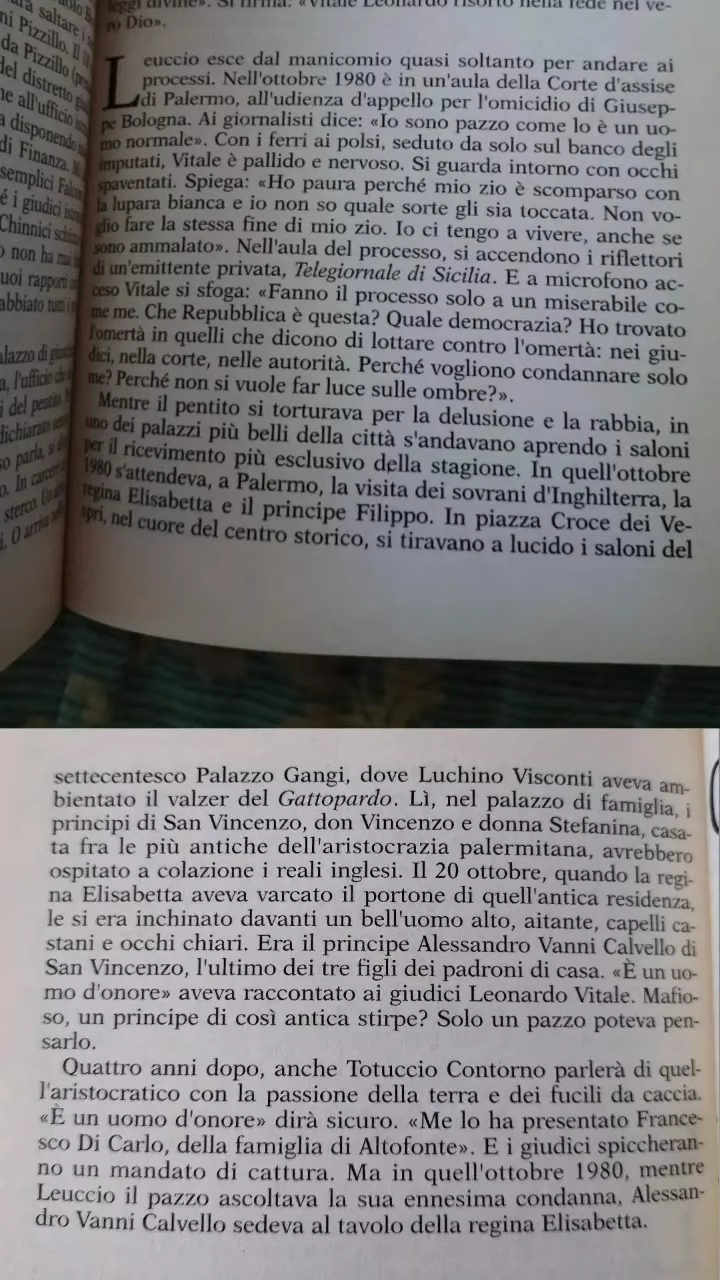 leggi divine». Si firma: «Vitale Leonardo risorto nella fede nel ve-
ro Dio».
Leuccio esce dal manicomio quasi soltanto per andare ai
processi. Nell'ottobre 1980 è in un'aula della Corte d'assise
di Palermo, all'udienza d'appello per l'omicidio di Giusep-
pe Bologna. Ai giornalisti dice: «Io sono pazzo come lo è un uo-
mo normale». Con i ferri ai polsi, seduto da solo sul banco degli
imputati, Vitale è pallido e nervoso. Si guarda intorno con occhi
spaventati. Spiega: «Ho paura perché mio zio è scomparso con
la lupara bianca e io non so quale sorte gli sia toccata. Non vo-
glio fare la stessa fine di mio zio. Io ci tengo a vivere, anche se
sono ammalato». Nell'aula del processo, si accendono i riflettori
di un'emittente privata, Telegiornale di Sicilia. E a microfono ac-
ceso Vitale si sfoga: «Fanno il processo solo a un miserabile co-
me me. Che Repubblica è questa? Quale democrazia? Ho trovato
l'omertà in quelli che dicono di lottare contro l'omertà: nei giu-
dici, nella corte, nelle autorità. Perché vogliono condannare solo
me? Perché non si vuole far luce sulle ombre?».
Mentre il pentito si torturava per la delusione e la rabbia, in
uno dei palazzi più belli della città s'andavano aprendo i saloni
per il ricevimento più esclusivo della stagione. In quell'ottobre
1980 s'attendeva, a Palermo, la visita dei sovrani d'Inghilterra, la
regina Elisabetta e il principe Filippo. In piazza Croce dei Ve-
spri, nel cuore del centro storico, si tiravano a lucido i saloni del
settecentesco Palazzo Gangi, dove Luchino Visconti aveva am-
bientato il valzer del Gattopardo. Lì, nel palazzo di famiglia, i
principi di San Vincenzo, don Vincenzo e donna Stefanina, casa-
ta fra le più antiche dell'aristocrazia palermitana, avrebbero
ospitato a colazione i reali inglesi. Il 20 ottobre, quando la regi-
na Elisabetta aveva varcato il portone di quell'antica residenza,
le si era inchinato davanti un bell'uomo alto, aitante, capelli ca-
stani e occhi chiari. Era il principe Alessandro Vanni Calvello di
San Vincenzo, l'ultimo dei tre figli dei padroni di casa. «È un uo-
mo d'onore» aveva raccontato ai giudici Leonardo Vitale. Mafio-
so, un principe di così antica stirpe? Solo un pazzo poteva pen-
sarlo.
Quattro anni dopo, anche Totuccio Contorno parlerà di quel-
l'aristocratico con la passione della terra e dei fucili da caccia.
«È un uomo d'onore» dirà sicuro. «Me lo ha presentato France-
sco Di Carlo, della famiglia di Altofonte». E i giudici spiccheran-
no un mandato di cattura. Ma in quell'ottobre 1980, mentre
Leuccio il pazzo ascoltava la sua ennesima condanna, Alessan-
dro Vanni Calvello sedeva al tavolo della regina Elisabetta.